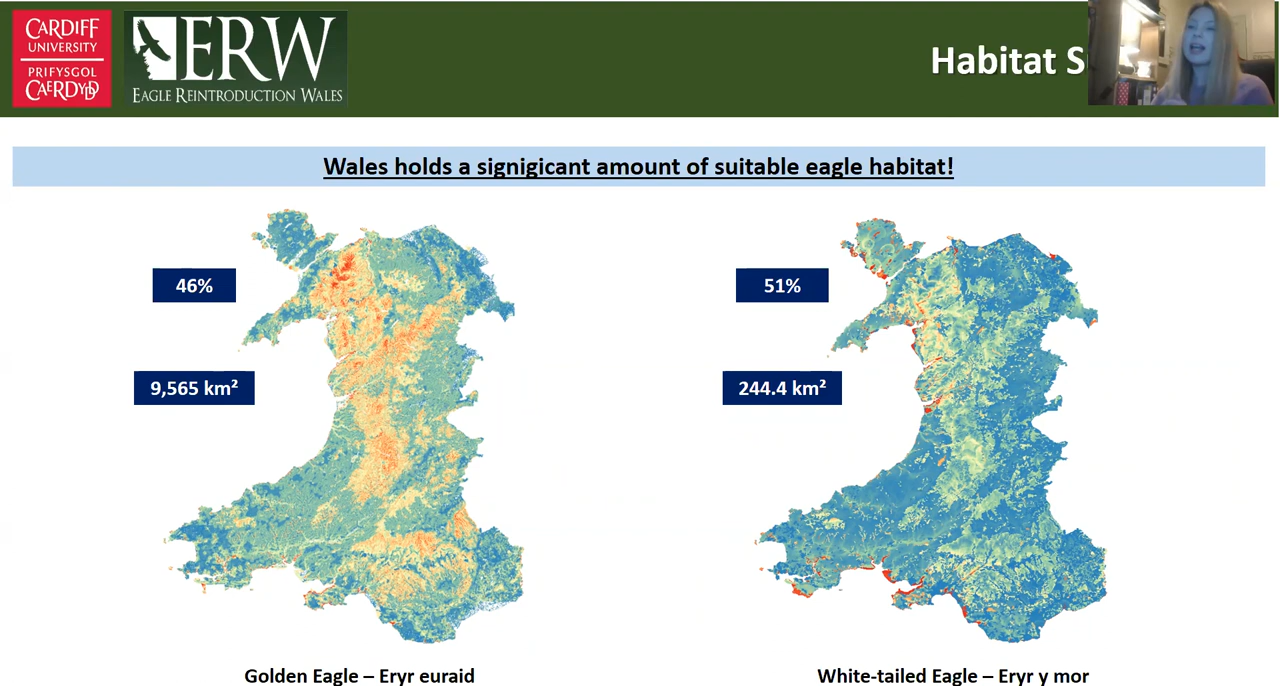 CARDIFF
UNIVERSITY
PRIFYSGOL
CAERDYDD
ERW
EAGLE REINTRODUCTION WALES
Habitat S
Wales holds a signigicant amount of suitable eagle habitat!
46%
51%
9,565 km²
244.4 km²
Golden Eagle – Eryr euraid
White-tailed Eagle – Eryr y mor